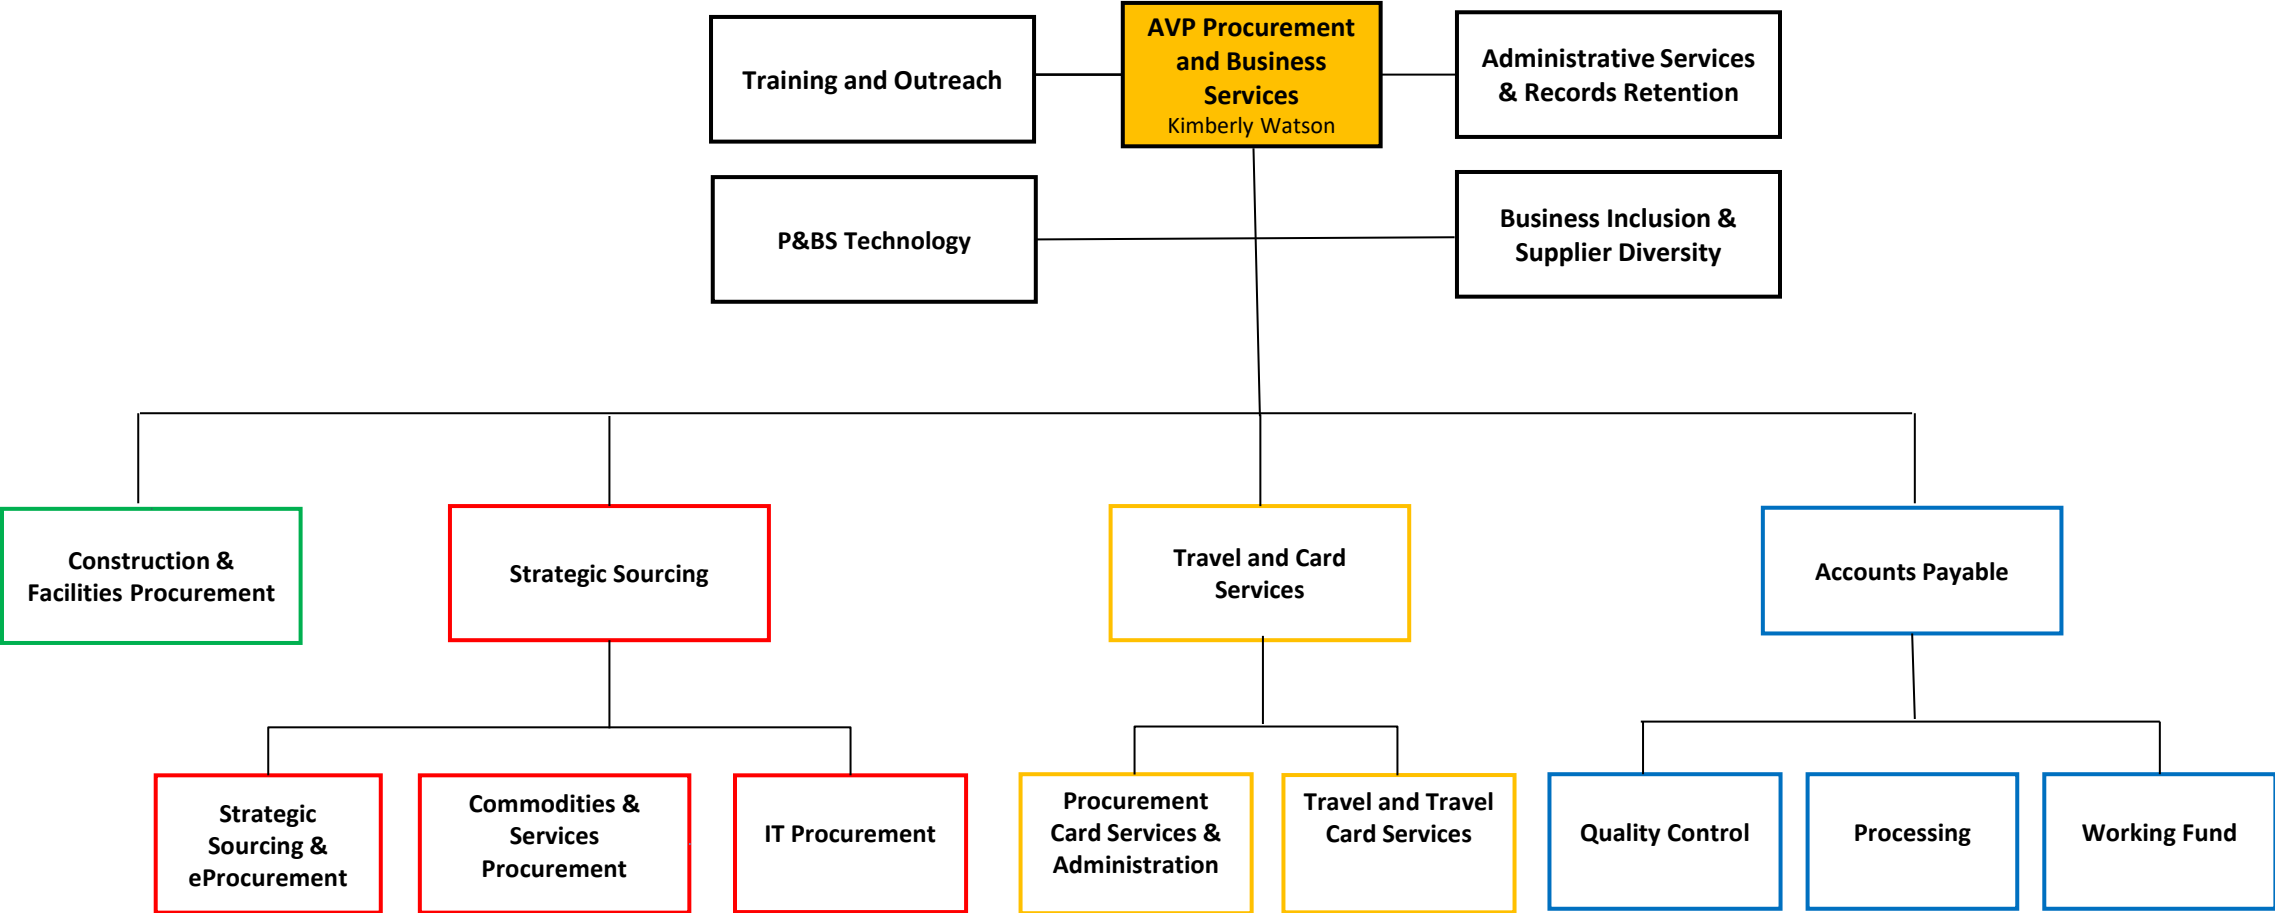 Training and Outreach
AVP Procurement
and Business
Services
Kimberly Watson
Administrative Services
& Records Retention
P&BS Technology
Business Inclusion &
Supplier Diversity
Construction &
Facilities Procurement
Strategic Sourcing
Travel and Card
Services
Accounts Payable
Strategic
Sourcing &
eProcurement
Commodities &
Services
Procurement
IT Procurement
Procurement
Card Services &
Administration
Travel and Travel
Card Services
Quality Control
Processing
Working Fund